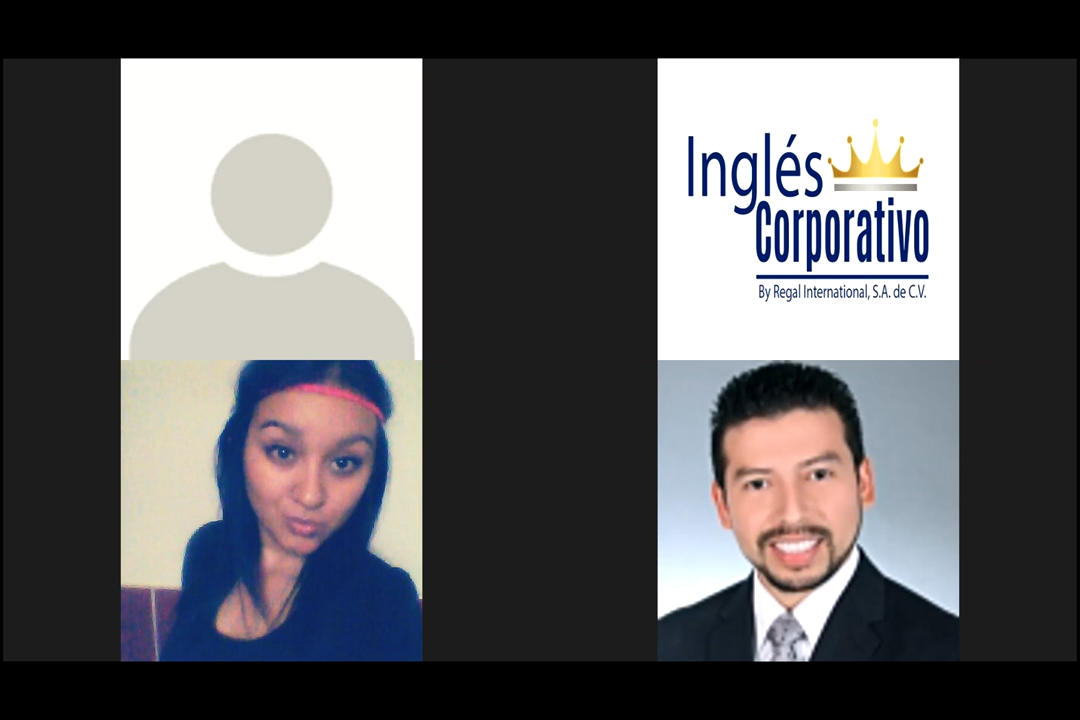 Inglés
Corporativo
By Regal International, S.A. de C.V.